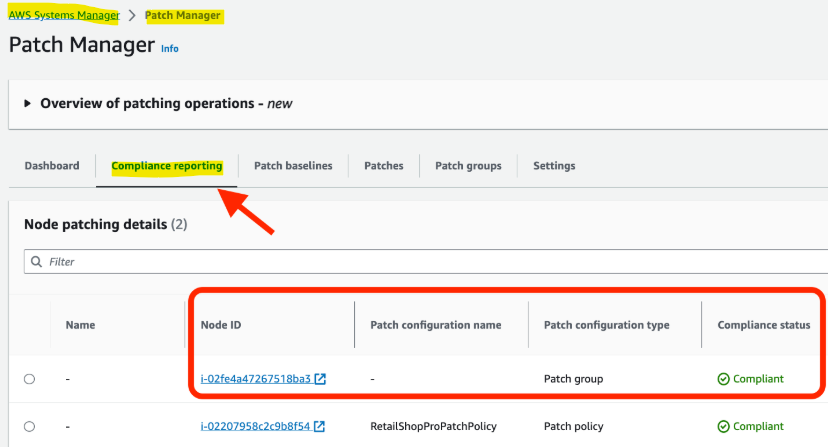 AWS Systems Manager > Patch Manager
Patch Manager Info
Overview of patching operations - new
Dashboard Compliance reporting Patch baselines Patches Patch groups Settings
Node patching details (2)
Filter
Name Node ID Patch configuration name Patch configuration type Compliance status
- i-02fe4a47267518ba3 - Patch group Compliant
- i-02207958c2c9b8f54 RetailShopProPatchPolicy Patch policy Compliant